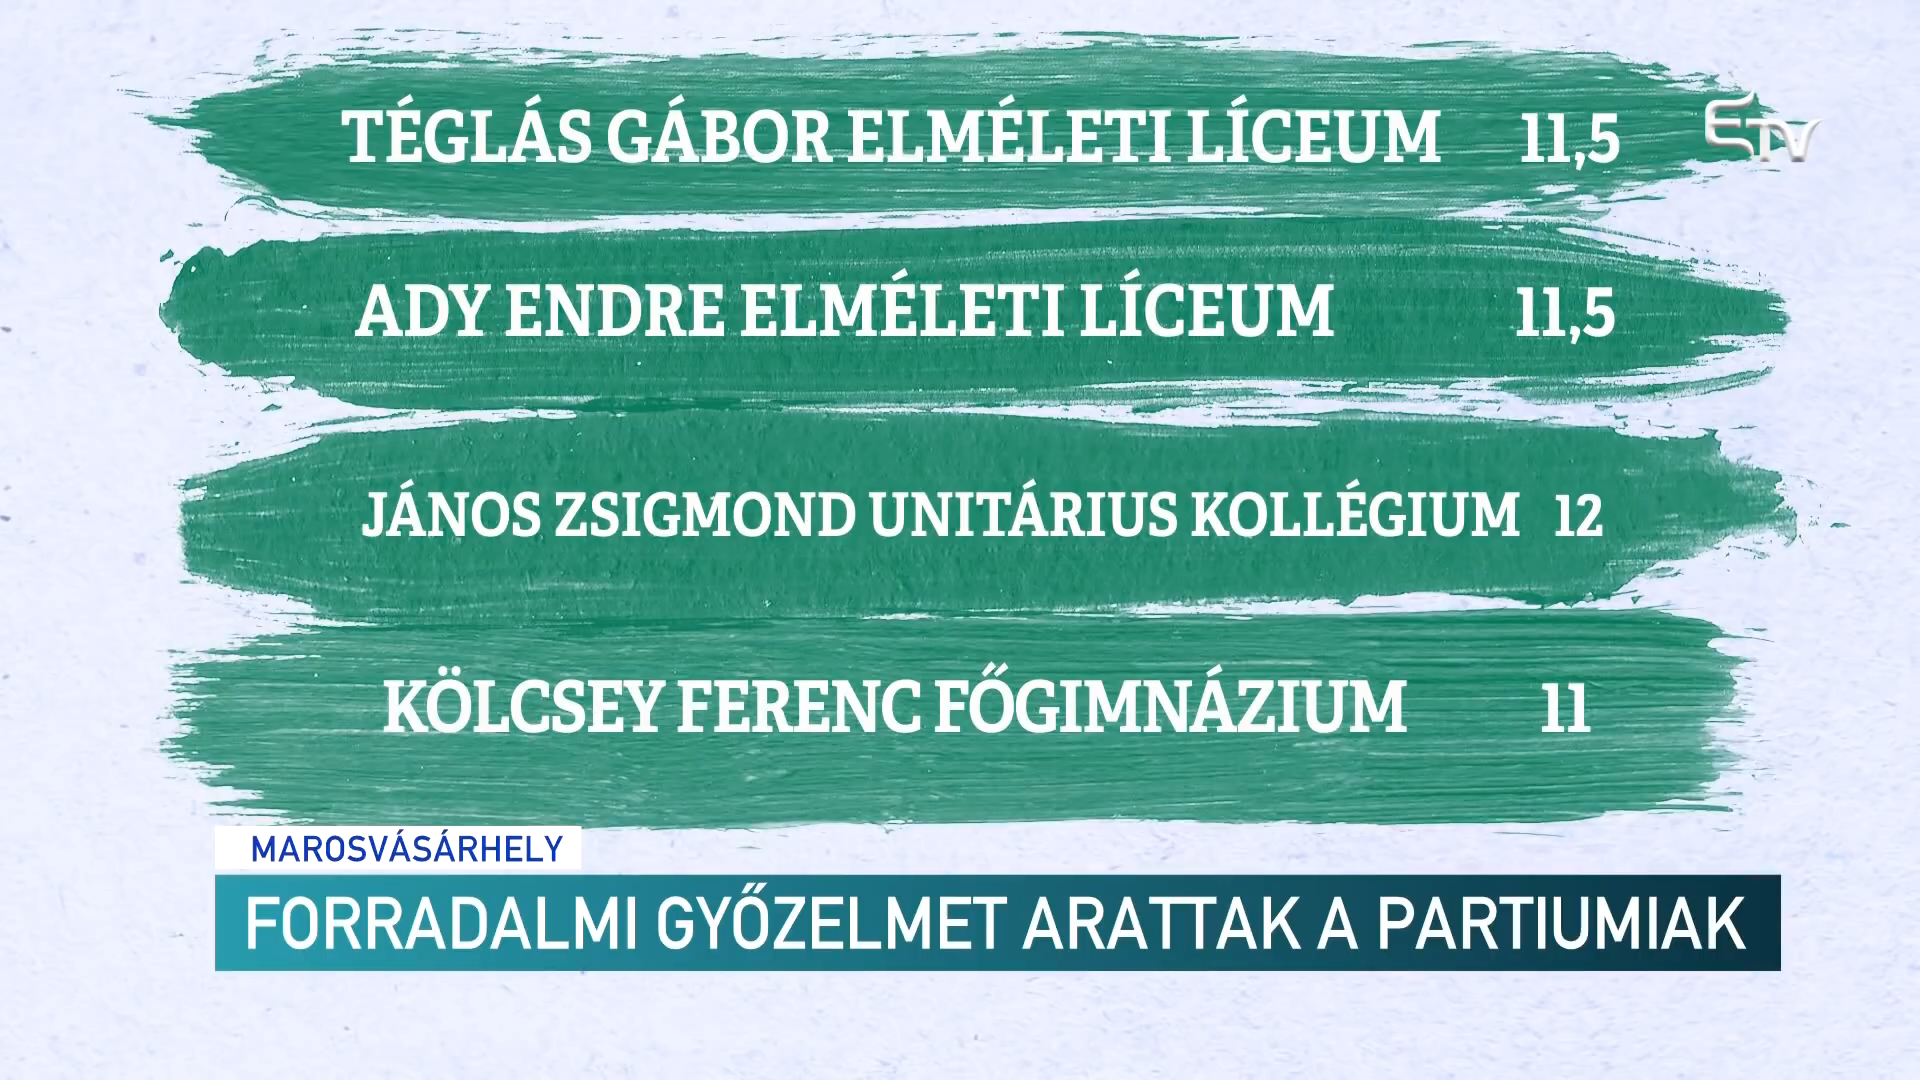 TÉGLÁS GÁBOR ELMÉLETI LÍCEUM 11,5
ETV
ADY ENDRE ELMÉLETI LÍCEUM 11,5
JÁNOS ZSIGMOND UNITÁRIUS KOLLÉGIUM 12
KÖLCSEY FERENC FŐGIMNÁZIUM 11
MAROSVÁSÁRHELY
FORRADALMI GYŐZELMET ARATTAK A PARTIUMIAK